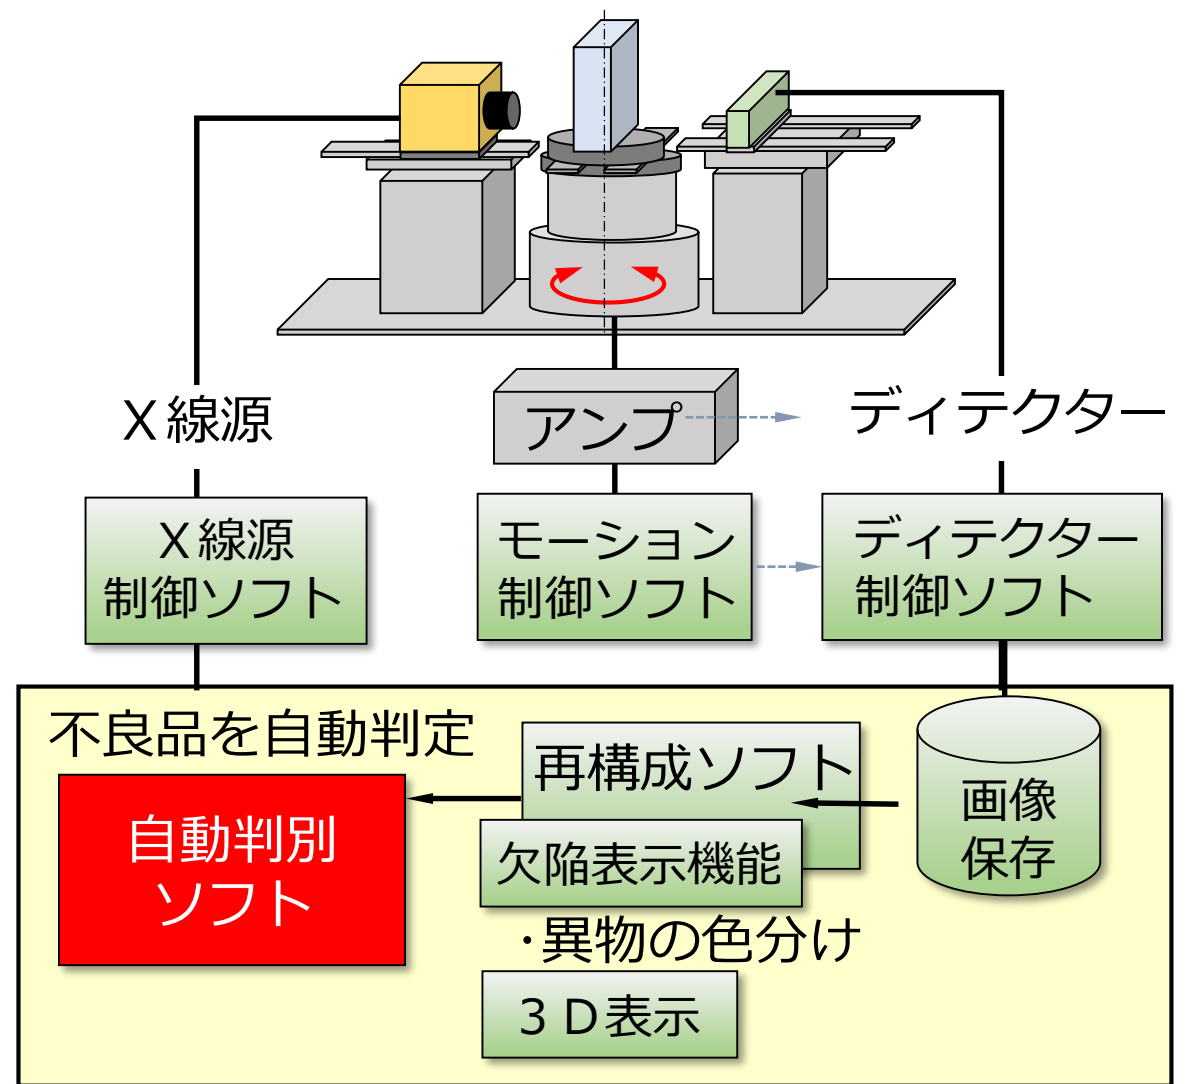 X線源
アンプ
ディテクター
X線源
制御ソフト
モーション
制御ソフト
ディテクター
制御ソフト
不良品を自動判定
自動判別
ソフト
再構成ソフト
欠陥表示機能
・異物の色分け
3D表示
画像
保存